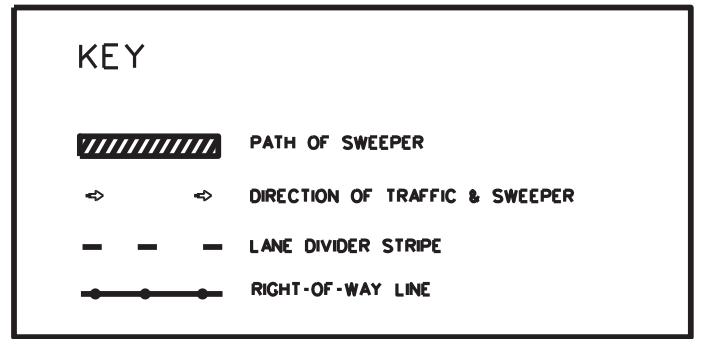 KEY
PATH OF SWEEPER
DIRECTION OF TRAFFIC & SWEEPER
LANE DIVIDER STRIPE
RIGHT-OF-WAY LINE